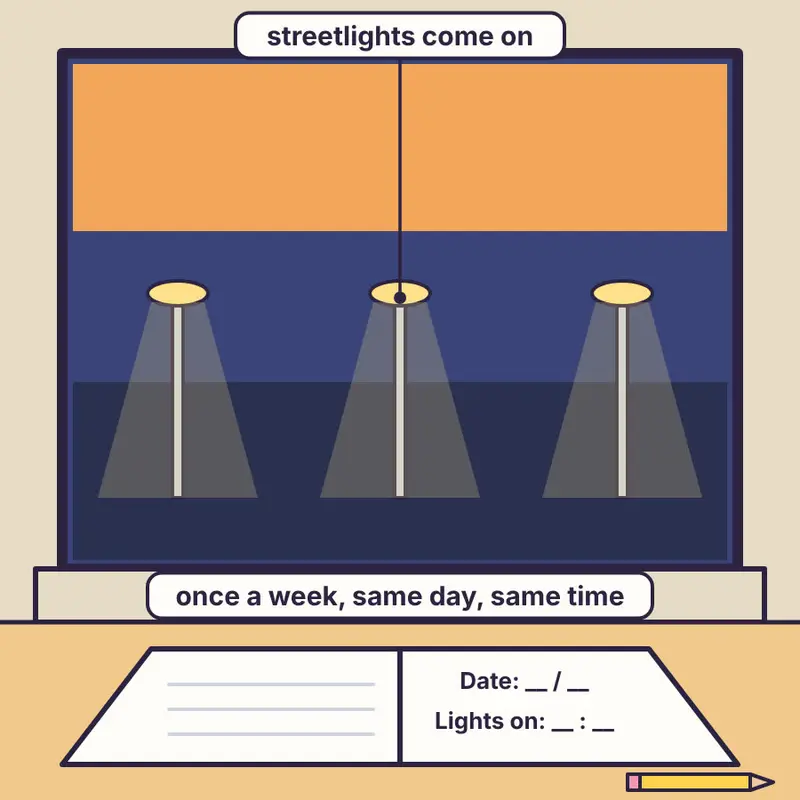 streetlights come on
once a week, same day, same time
Date: __ / __
Lights on: __ : __